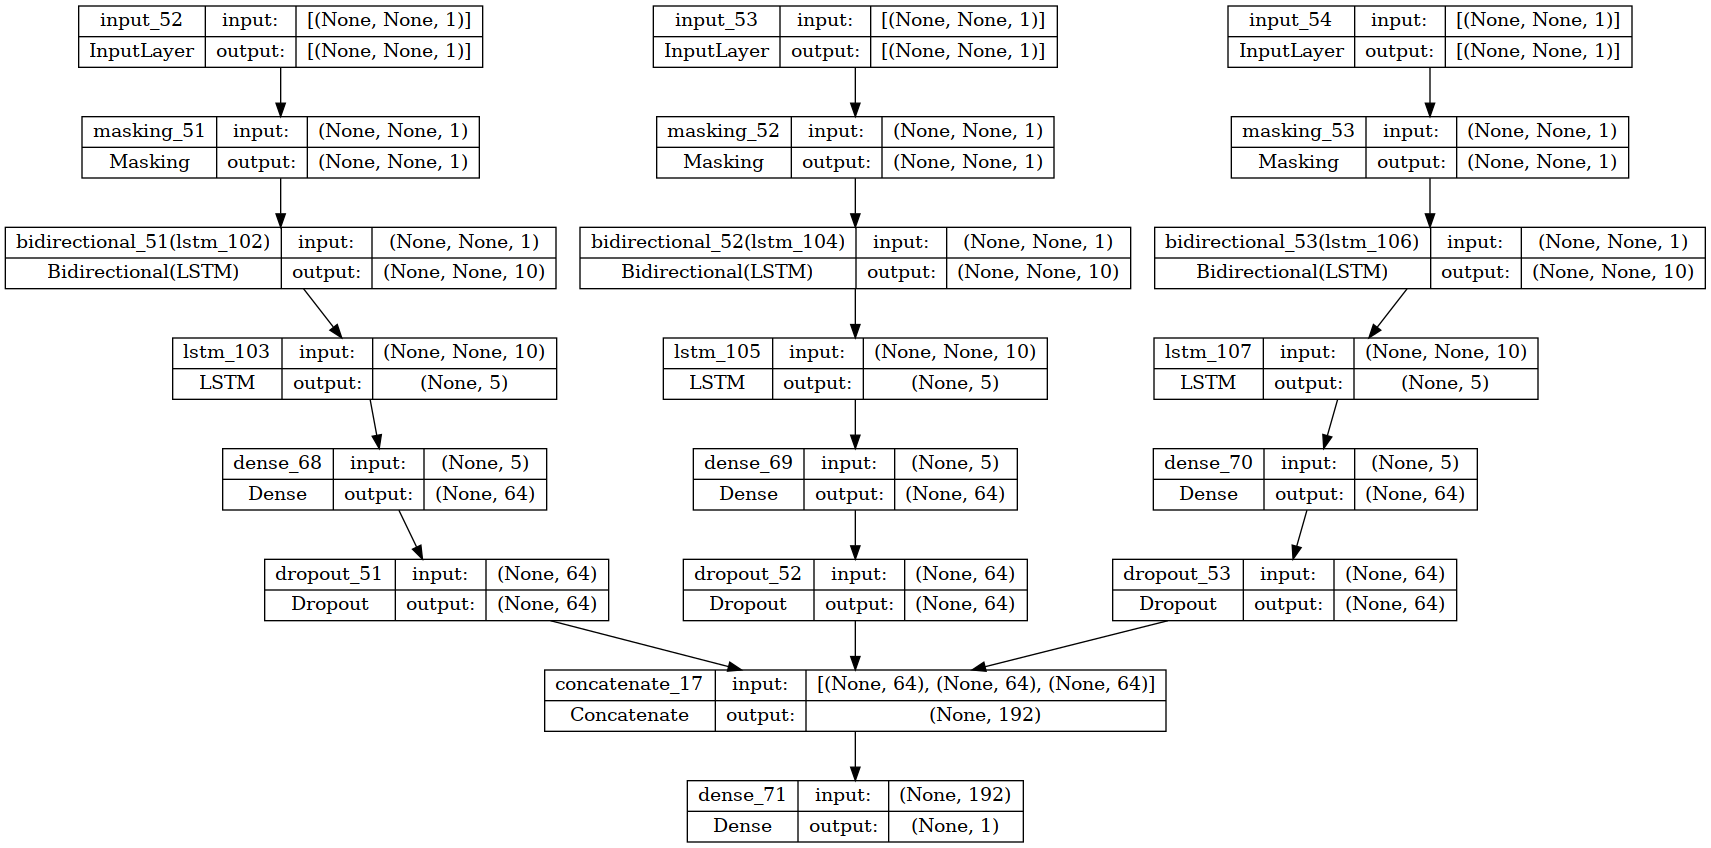 input_52 input: [(None, None, 1)]
InputLayer output: [(None, None, 1)]
input_53 input: [(None, None, 1)]
InputLayer output: [(None, None, 1)]
input_54 input: [(None, None, 1)]
InputLayer output: [(None, None, 1)]
masking_51 input: (None, None, 1)
Masking output: (None, None, 1)
masking_52 input: (None, None, 1)
Masking output: (None, None, 1)
masking_53 input: (None, None, 1)
Masking output: (None, None, 1)
bidirectional_51(lstm_102) input: (None, None, 1)
Bidirectional(LSTM) output: (None, None, 10)
bidirectional_52(lstm_104) input: (None, None, 1)
Bidirectional(LSTM) output: (None, None, 10)
bidirectional_53(lstm_106) input: (None, None, 1)
Bidirectional(LSTM) output: (None, None, 10)
lstm_103 input: (None, None, 10)
LSTM output: (None, 5)
lstm_105 input: (None, None, 10)
LSTM output: (None, 5)
lstm_107 input: (None, None, 10)
LSTM output: (None, 5)
dense_68 input: (None, 5)
Dense output: (None, 64)
dense_69 input: (None, 5)
Dense output: (None, 64)
dense_70 input: (None, 5)
Dense output: (None, 64)
dropout_51 input: (None, 64)
Dropout output: (None, 64)
dropout_52 input: (None, 64)
Dropout output: (None, 64)
dropout_53 input: (None, 64)
Dropout output: (None, 64)
concatenate_17 input: [(None, 64), (None, 64), (None, 64)]
Concatenate output: (None, 192)
dense_71 input: (None, 192)
Dense output: (None, 1)